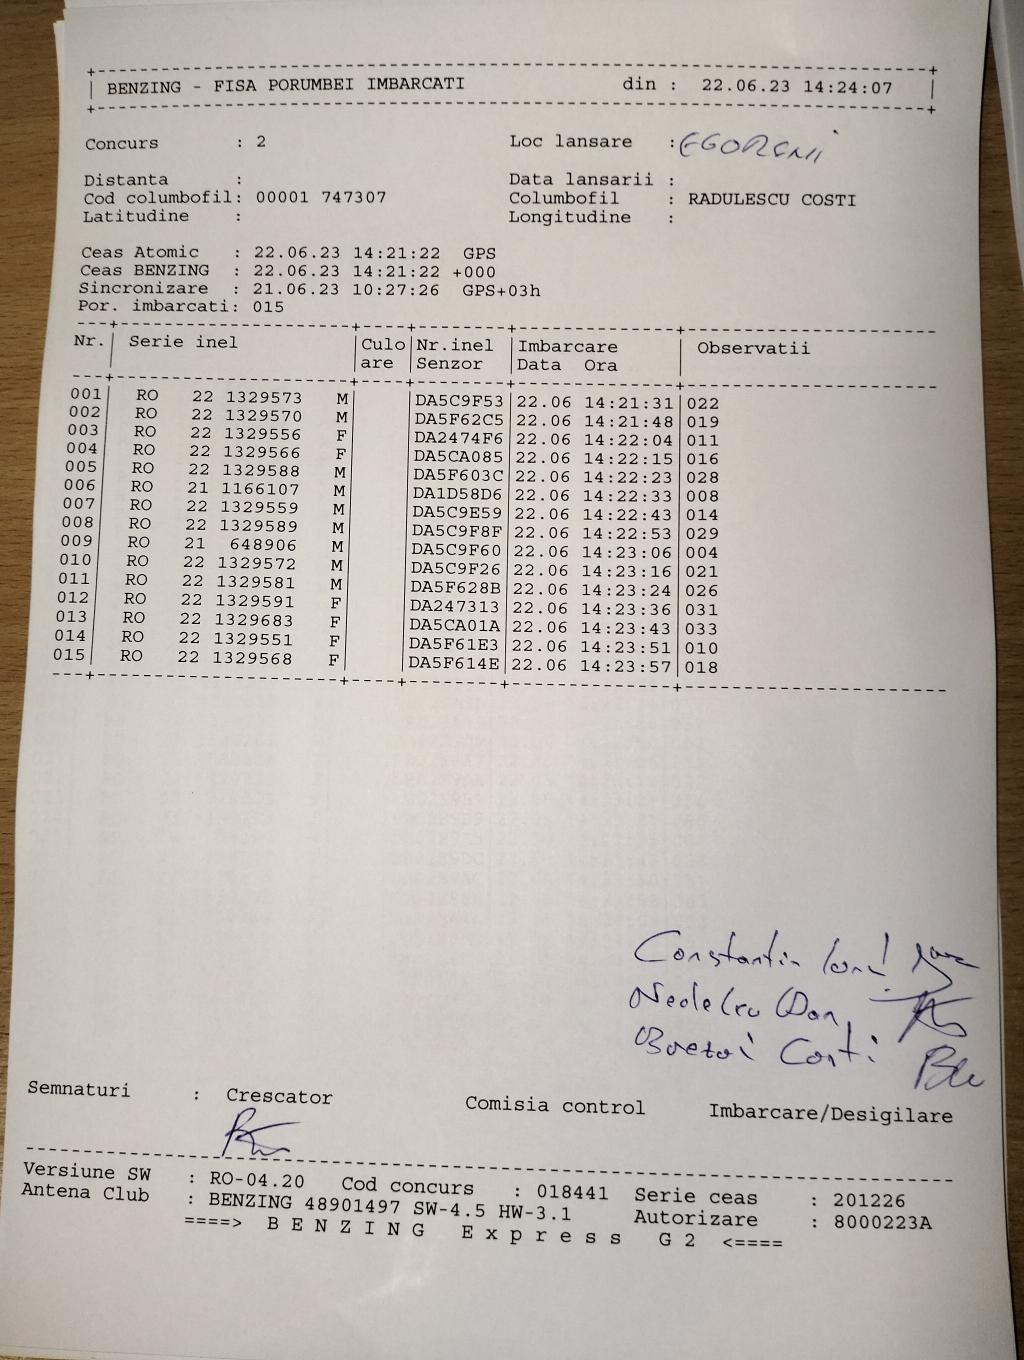 BENZING - FISA PORUMBEI IMBARCATI din : 22.06.23 14:24:07
Concurs : 2 Loc lansare :
Distanta : Data lansarii :
Cod columbofil: 00001 747307 Columbofil : RADULESCU COSTI
Latitudine : Longitudine :
Ceas Atomic : 22.06.23 14:21:22 GPS
Ceas BENZING : 22.06.23 14:21:22 +000
Sincronizare : 21.06.23 10:27:26 GPS+03h
Por. imbarcati: 015
Nr. Serie inel Culo Nr.inel Imbarcare Observatii
are Senzor Data Ora
001 RO 22 1329573 M DA5C9F53 22.06 14:21:31 022
002 RO 22 1329570 M DA5F62C5 22.06 14:21:48 019
003 RO 22 1329556 F DA2474F6 22.06 14:22:04 011
004 RO 22 1329566 F DA5CA085 22.06 14:22:15 016
005 RO 22 1329588 M DA5F603C 22.06 14:22:23 028
006 RO 21 1166107 M DA1D58D6 22.06 14:22:33 008
007 RO 22 1329559 M DA5C9E59 22.06 14:22:43 014
008 RO 22 1329589 M DA5C9F8F 22.06 14:22:53 029
009 RO 21 648906 M DA5C9F60 22.06 14:23:06 004
010 RO 22 1329572 M DA5C9F26 22.06 14:23:16 021
011 RO 22 1329581 M DA5F628B 22.06 14:23:24 026
012 RO 22 1329591 F DA247313 22.06 14:23:36 031
013 RO 22 1329683 F DA5CA01A 22.06 14:23:43 033
014 RO 22 1329551 F DA5F61E3 22.06 14:23:51 010
015 RO 22 1329568 F DA5F614E 22.06 14:23:57 018
Constantin
Dan
Costi
Semnaturi : Crescator Comisia control Imbarcare/Desigilare
Versiune SW : RO-04.20 Cod concurs : 018441 Serie ceas : 201226
Antena Club : BENZING 48901497 SW-4.5 HW-3.1 Autorizare : 8000223A
====> B E N Z I N G E x p r e s s G 2 <====